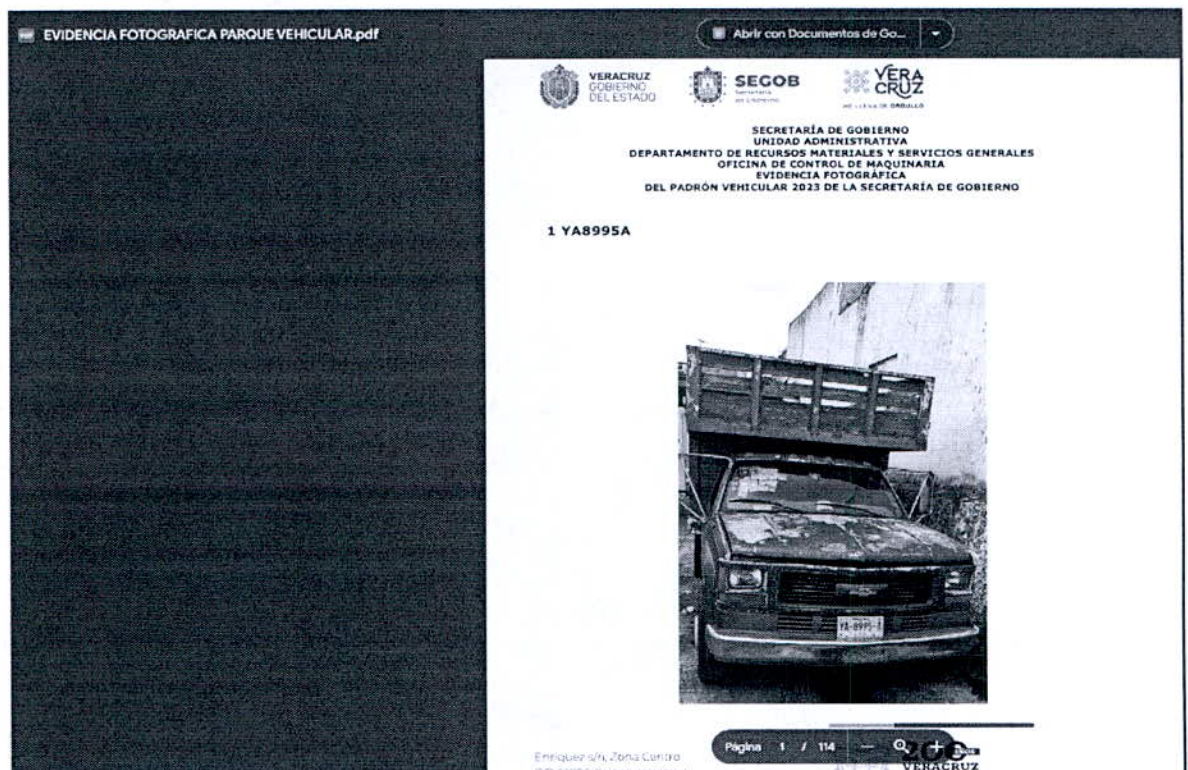 EVIDENCIA FOTOGRAFICA PARQUE VEHICULAR.pdf
Abrir con Documentos de Go...
VERACRUZ
GOBIERNO
DEL ESTADO
SEGOB
VERA
CRUZ
SECRETARÍA DE GOBIERNO
UNIDAD ADMINISTRATIVA
DEPARTAMENTO DE RECURSOS MATERIALES Y SERVICIOS GENERALES
OFICINA DE CONTROL DE MAQUINARIA
EVIDENCIA FOTOGRÁFICA
DEL PADRÓN VEHICULAR 2023 DE LA SECRETARÍA DE GOBIERNO
1 YA8995A
Página 1 / 114
Enríquez s/n, Zona Centro
200
VERACRUZ